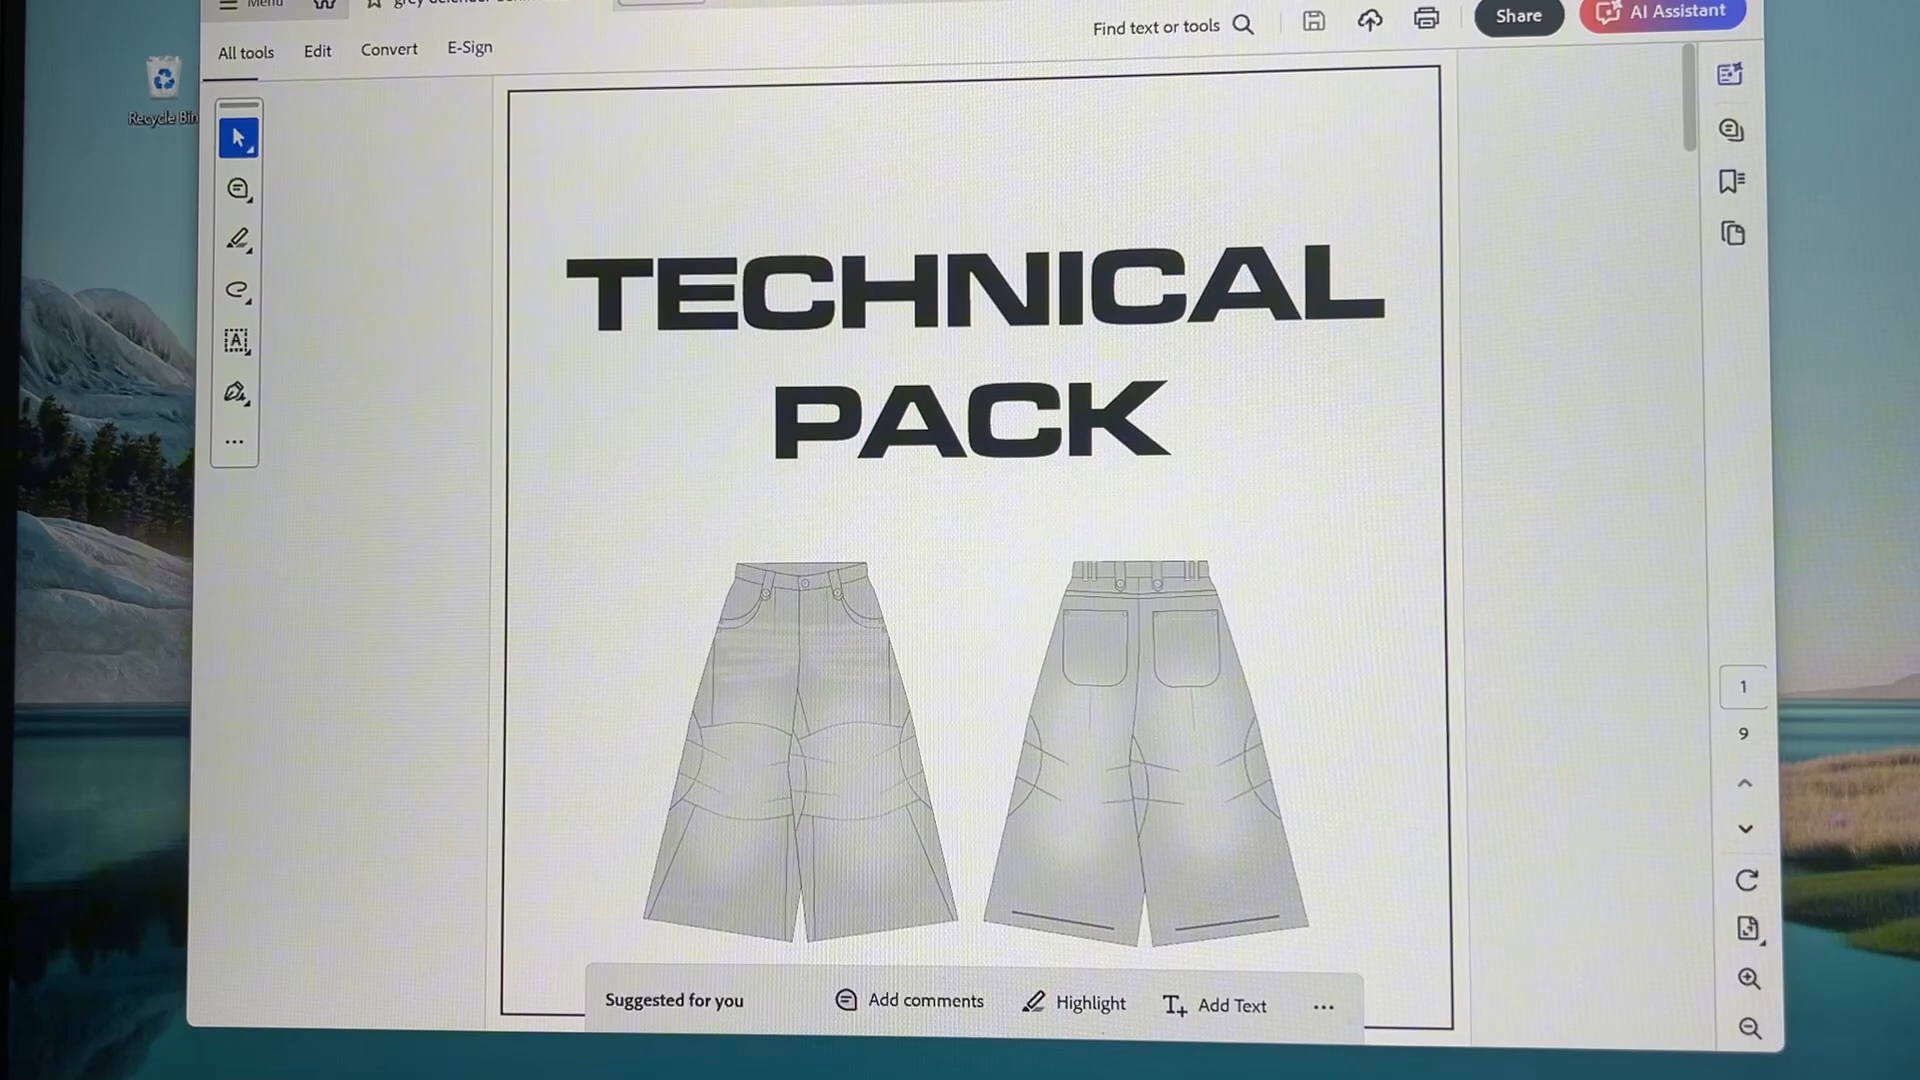 Menu
Find text or tools
Share
AI Assistant
All tools
Edit
Convert
E-Sign
Recycle Bin
TECHNICAL
PACK
1
9
Suggested for you
Add comments
Highlight
Add Text